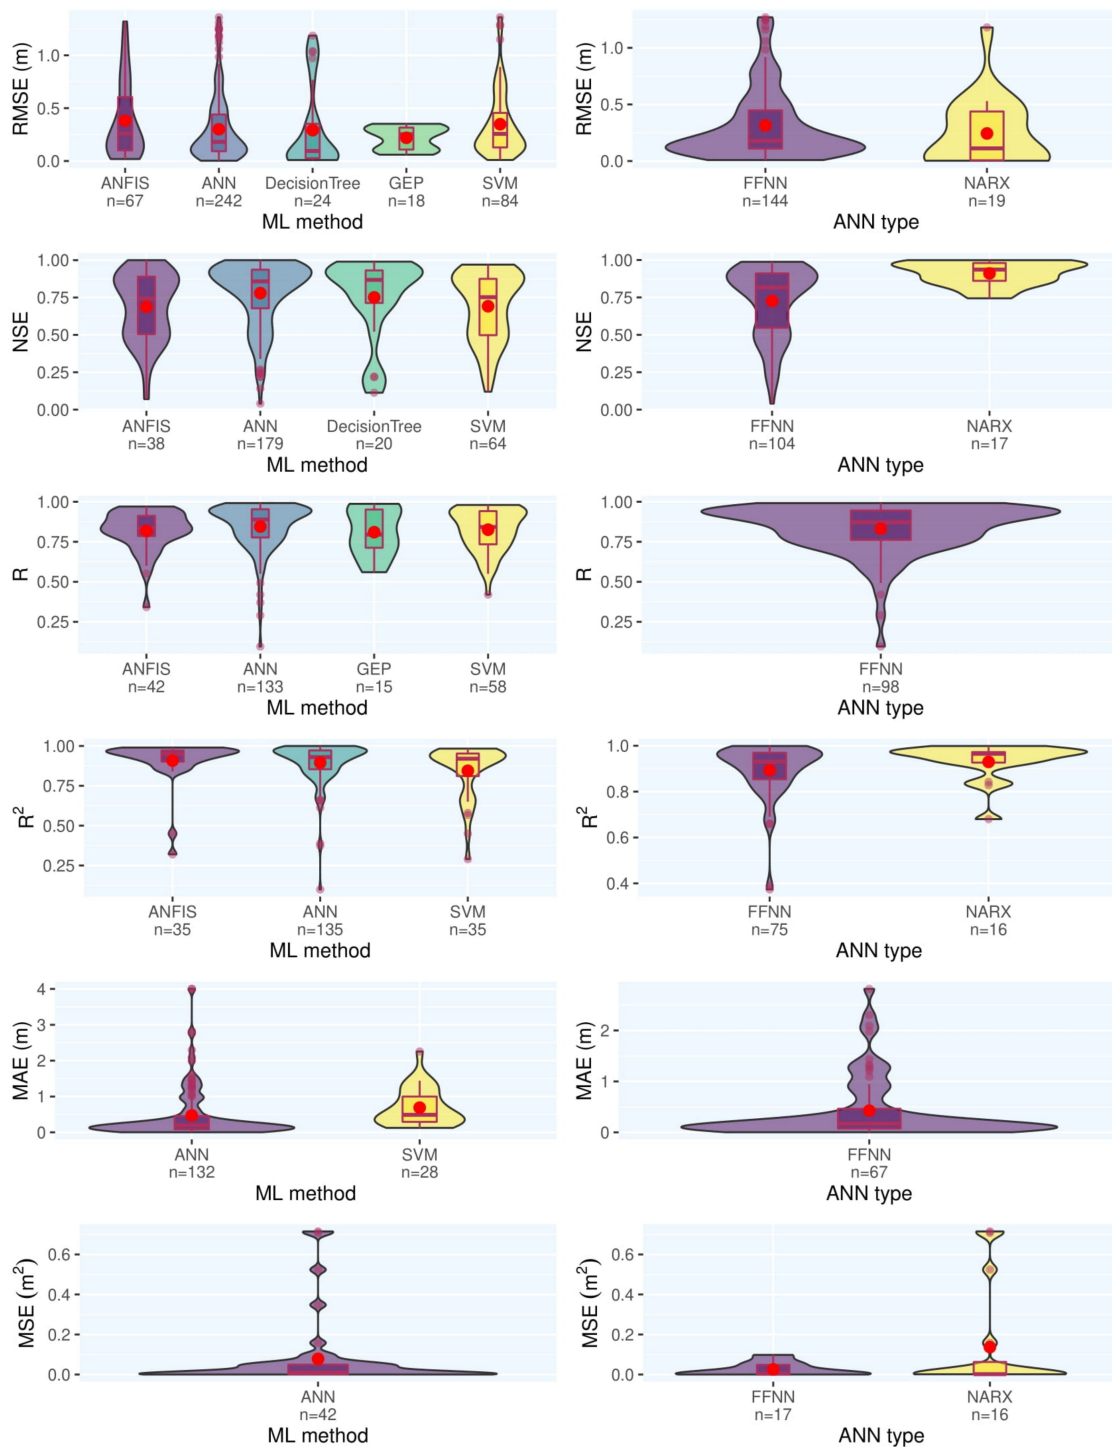 RMSE (m)
1.0
0.5
0.0
ANFIS ANN DecisionTree GEP SVM
n=67 n=242 n=24 n=18 n=84
ML method
RMSE (m)
1.0
0.5
0.0
FFNN NARX
n=144 n=19
ANN type
NSE
1.00
0.75
0.50
0.25
0.00
ANFIS ANN DecisionTree SVM
n=38 n=179 n=20 n=64
ML method
NSE
1.00
0.75
0.50
0.25
0.00
FFNN NARX
n=104 n=17
ANN type
R
1.00
0.75
0.50
0.25
ANFIS ANN GEP SVM
n=42 n=133 n=15 n=58
ML method
R
1.00
0.75
0.50
0.25
FFNN
n=98
ANN type
R²
1.00
0.75
0.50
0.25
ANFIS ANN SVM
n=35 n=135 n=35
ML method
R²
1.0
0.8
0.6
0.4
FFNN NARX
n=75 n=16
ANN type
MAE (m)
4
3
2
1
0
ANN SVM
n=132 n=28
ML method
MAE (m)
2
1
0
FFNN
n=67
ANN type
MSE (m²)
0.6
0.4
0.2
0.0
ANN
n=42
ML method
MSE (m²)
0.6
0.4
0.2
0.0
FFNN NARX
n=17 n=16
ANN type